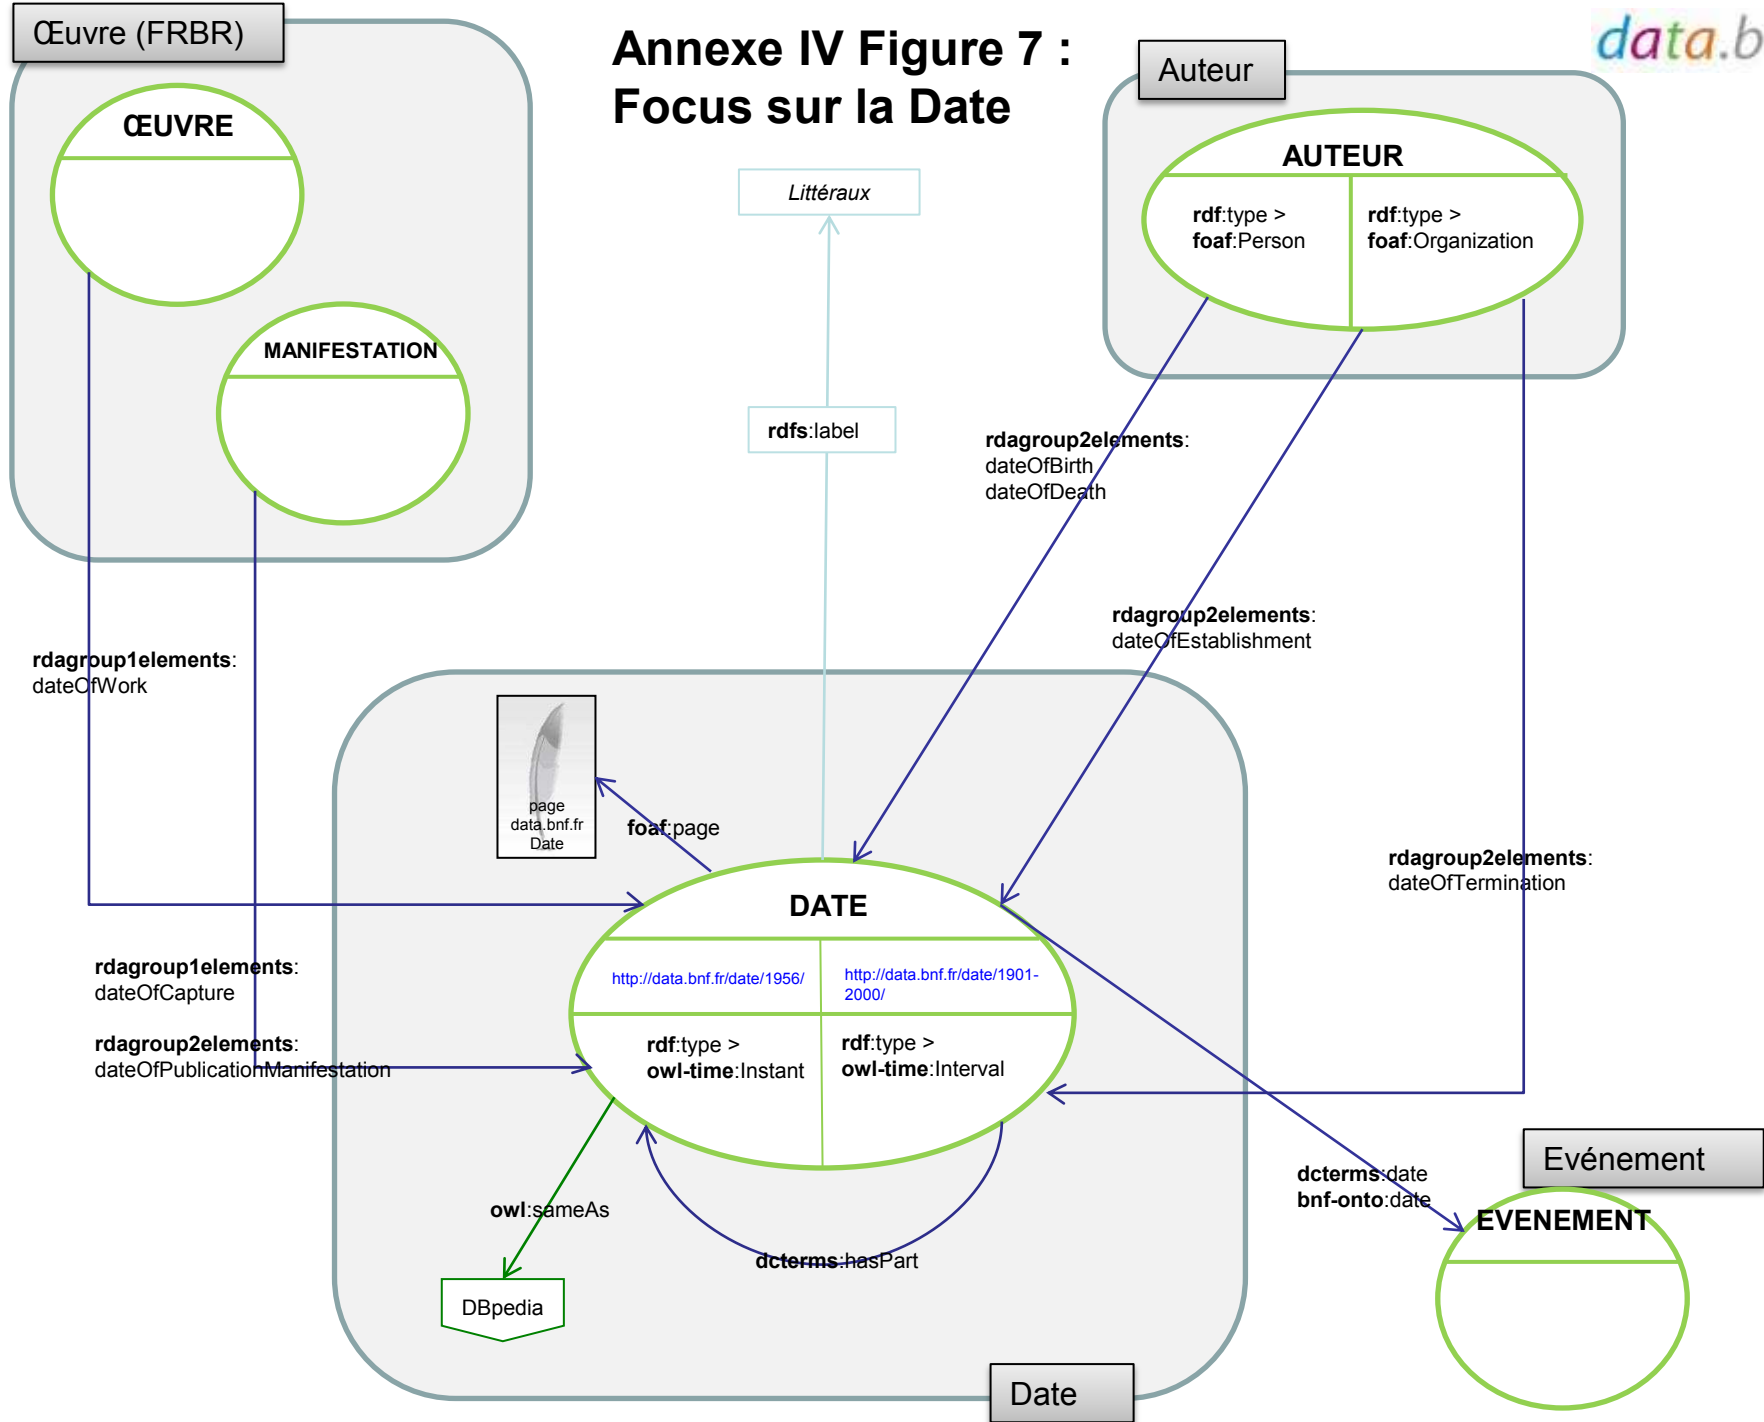 Œuvre (FRBR)
Annexe IV Figure 7 :
Focus sur la Date
data.b
Auteur
ŒUVRE
AUTEUR
rdf:type >
foaf:Person
rdf:type >
foaf:Organization
Littéraux
MANIFESTATION
rdfs:label
rdagroup2elements:
dateOfBirth
dateOfDeath
rdagroup2elements:
dateOfEstablishment
rdagroup1elements:
dateOfWork
page
data.bnf.fr
Date
foaf:page
rdagroup2elements:
dateOfTermination
DATE
http://data.bnf.fr/date/1956/
http://data.bnf.fr/date/1901-
2000/
rdagroup1elements:
dateOfCapture
rdagroup2elements:
dateOfPublicationManifestation
rdf:type >
owl-time:Instant
rdf:type >
owl-time:Interval
Evénement
dcterms:date
bnf-onto:date
EVENEMENT
owl:sameAs
dcterms:hasPart
DBpedia
Date